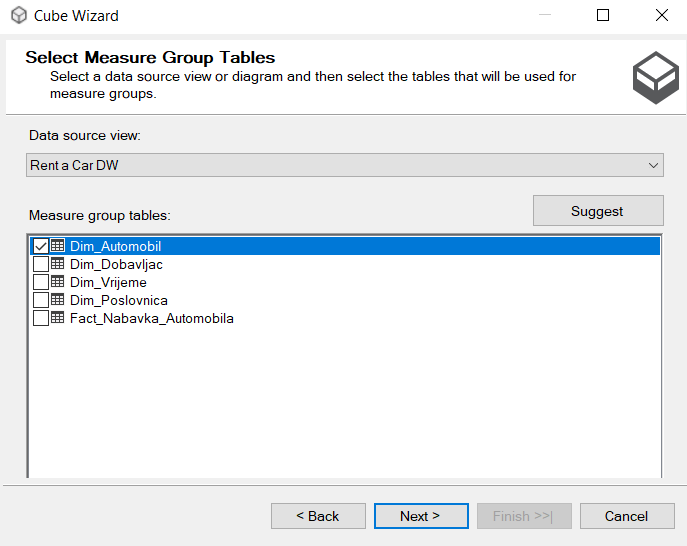 Cube Wizard
Select Measure Group Tables
Select a data source view or diagram and then select the tables that will be used for
measure groups.
Data source view:
Rent a Car DW
Suggest
Measure group tables:
Dim_Automobil
Dim_Dobavljac
Dim_Vrijeme
Dim_Poslovnica
Fact_Nabavka_Automobila
< Back
Next >
Finish >>|
Cancel